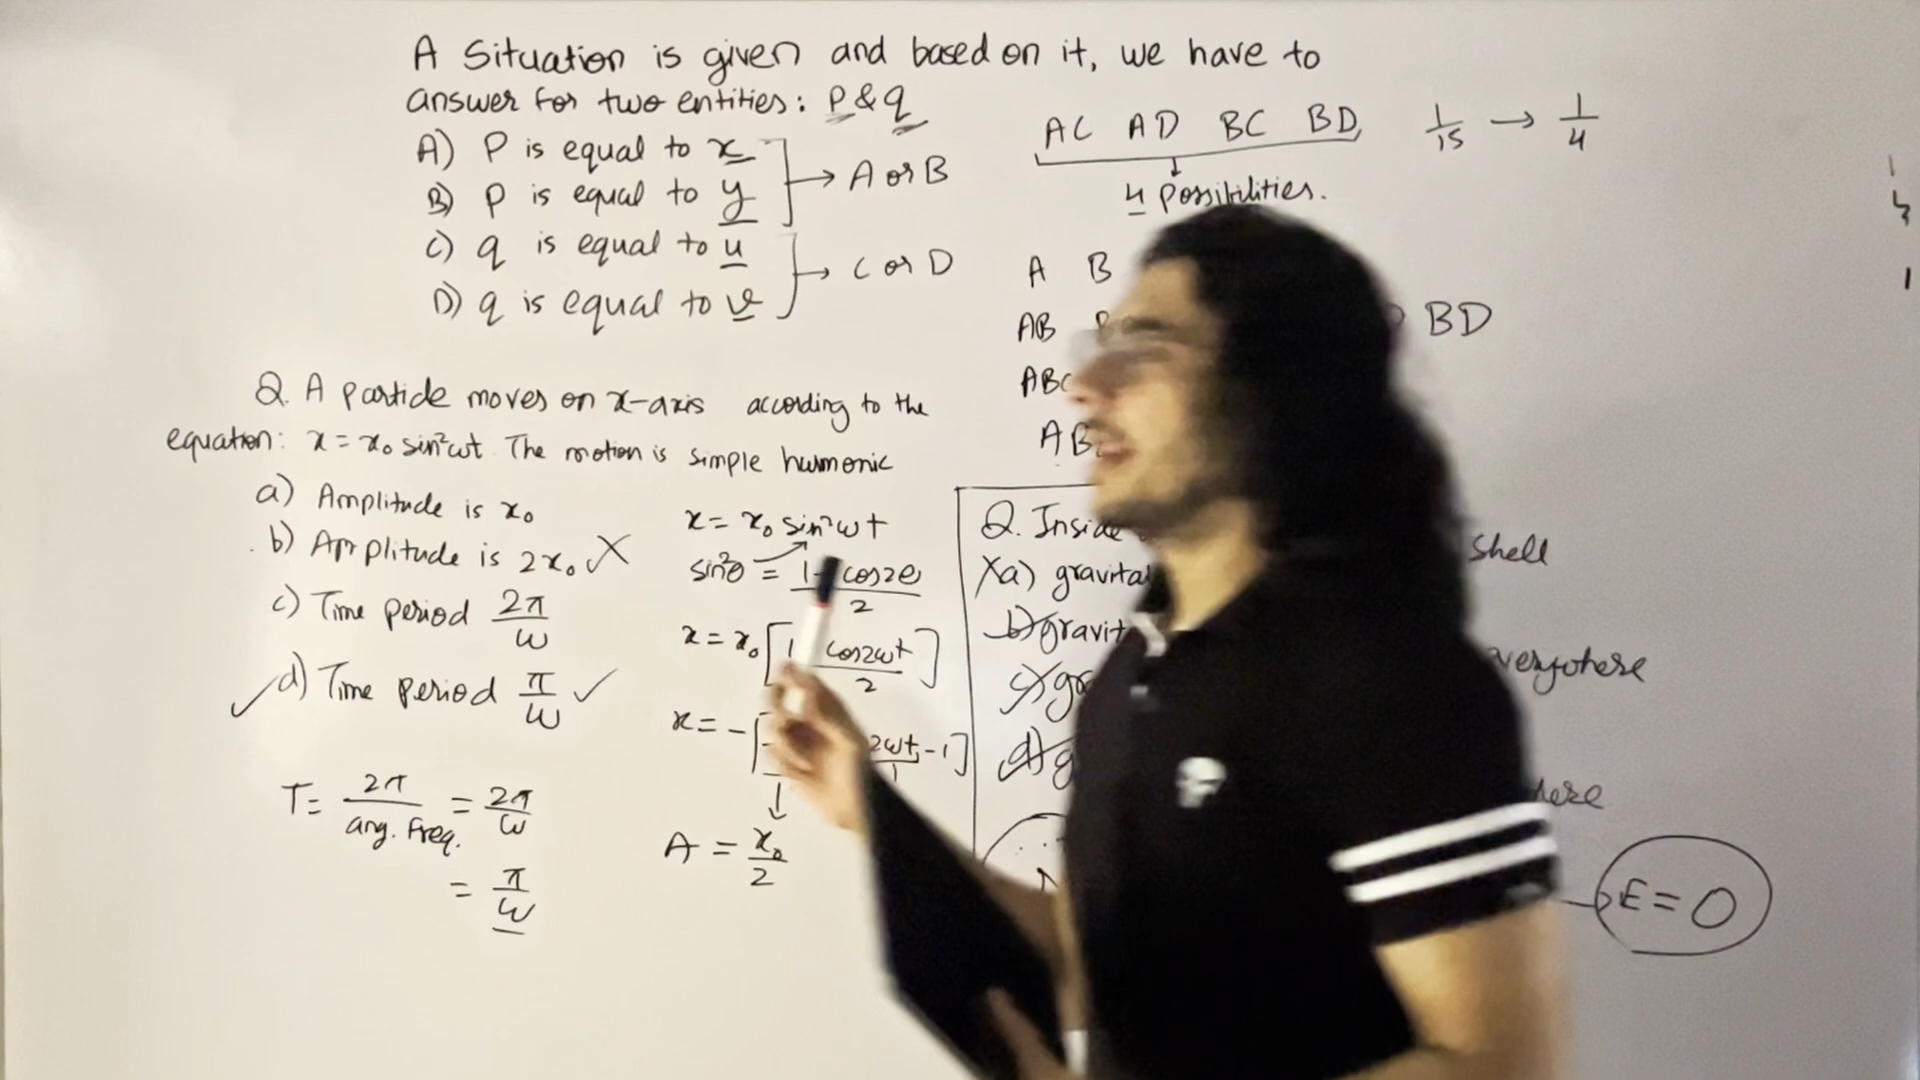 A Situation is given and based on it, we have to
answer for two entities: P & q
A) P is equal to x
B) P is equal to y
→ A or B
C) q is equal to u
D) q is equal to v
→ C or D
AC AD BC BD
4 Possibilities.
1/15 → 1/4
A B
AB
BD
ABC
Q. A particle moves on x-axis according to the
equation: x = x₀ sin²ωt The motion is simple harmonic
a) Amplitude is x₀
b) Amplitude is 2x₀ X
c) Time period 2π/ω
✓ d) Time period π/ω ✓
T = 2π/ang. Freq. = 2π/ω
= π/ω
x = x₀ sin²ωt
sin²θ = 1 - cos2θ/2
x = x₀ [1 cos2ωt/2]
x = - [2ωt - 1]
↓
A = x₀/2
Q. Inside
shell
X a)
b)
everywhere
c)
d)
→ E = 0